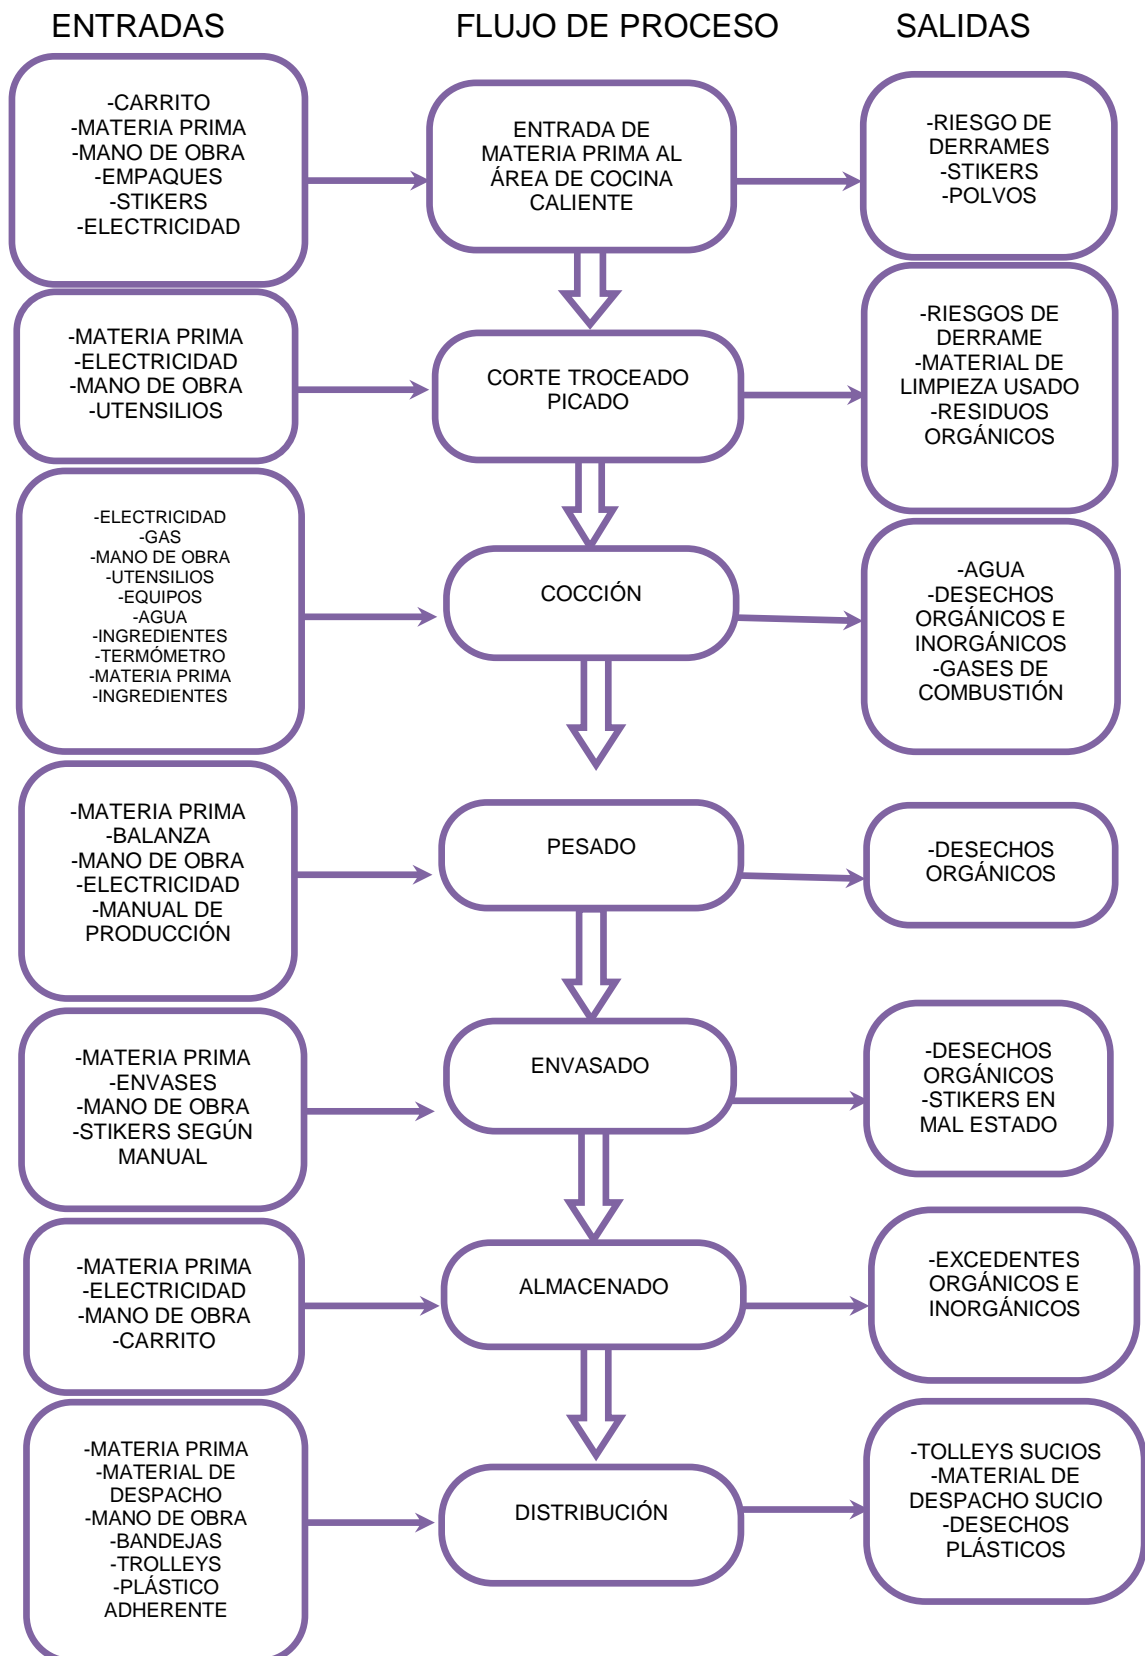 ENTRADAS
FLUJO DE PROCESO
SALIDAS
-CARRITO
-MATERIA PRIMA
-MANO DE OBRA
-EMPAQUES
-STIKERS
-ELECTRICIDAD
ENTRADA DE
MATERIA PRIMA AL
ÁREA DE COCINA
CALIENTE
-RIESGO DE
DERRAMES
-STIKERS
-POLVOS
-MATERIA PRIMA
-ELECTRICIDAD
-MANO DE OBRA
-UTENSILIOS
CORTE TROCEADO
PICADO
-RIESGOS DE
DERRAME
-MATERIAL DE
LIMPIEZA USADO
-RESIDUOS
ORGÁNICOS
-ELECTRICIDAD
-GAS
-MANO DE OBRA
-UTENSILIOS
-EQUIPOS
-AGUA
-INGREDIENTES
-TERMÓMETRO
-MATERIA PRIMA
-INGREDIENTES
COCCIÓN
-AGUA
-DESECHOS
ORGÁNICOS E
INORGÁNICOS
-GASES DE
COMBUSTIÓN
-MATERIA PRIMA
-BALANZA
-MANO DE OBRA
-ELECTRICIDAD
-MANUAL DE
PRODUCCIÓN
PESADO
-DESECHOS
ORGÁNICOS
-MATERIA PRIMA
-ENVASES
-MANO DE OBRA
-STIKERS SEGÚN
MANUAL
ENVASADO
-DESECHOS
ORGÁNICOS
-STIKERS EN
MAL ESTADO
-MATERIA PRIMA
-ELECTRICIDAD
-MANO DE OBRA
-CARRITO
ALMACENADO
-EXCEDENTES
ORGÁNICOS E
INORGÁNICOS
-MATERIA PRIMA
-MATERIAL DE
DESPACHO
-MANO DE OBRA
-BANDEJAS
-TROLLEYS
-PLÁSTICO
ADHERENTE
DISTRIBUCIÓN
-TOLLEYS SUCIOS
-MATERIAL DE
DESPACHO SUCIO
-DESECHOS
PLÁSTICOS